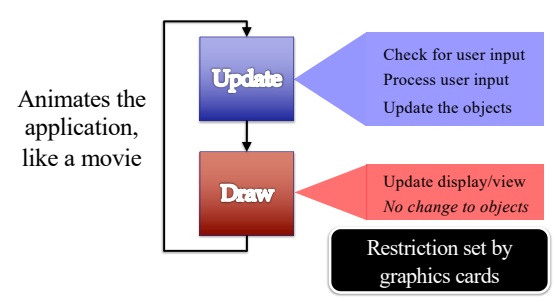 Animates the
application,
like a movie
Update
Check for user input
Process user input
Update the objects
Draw
Update display/view
No change to objects
Restriction set by
graphics cards